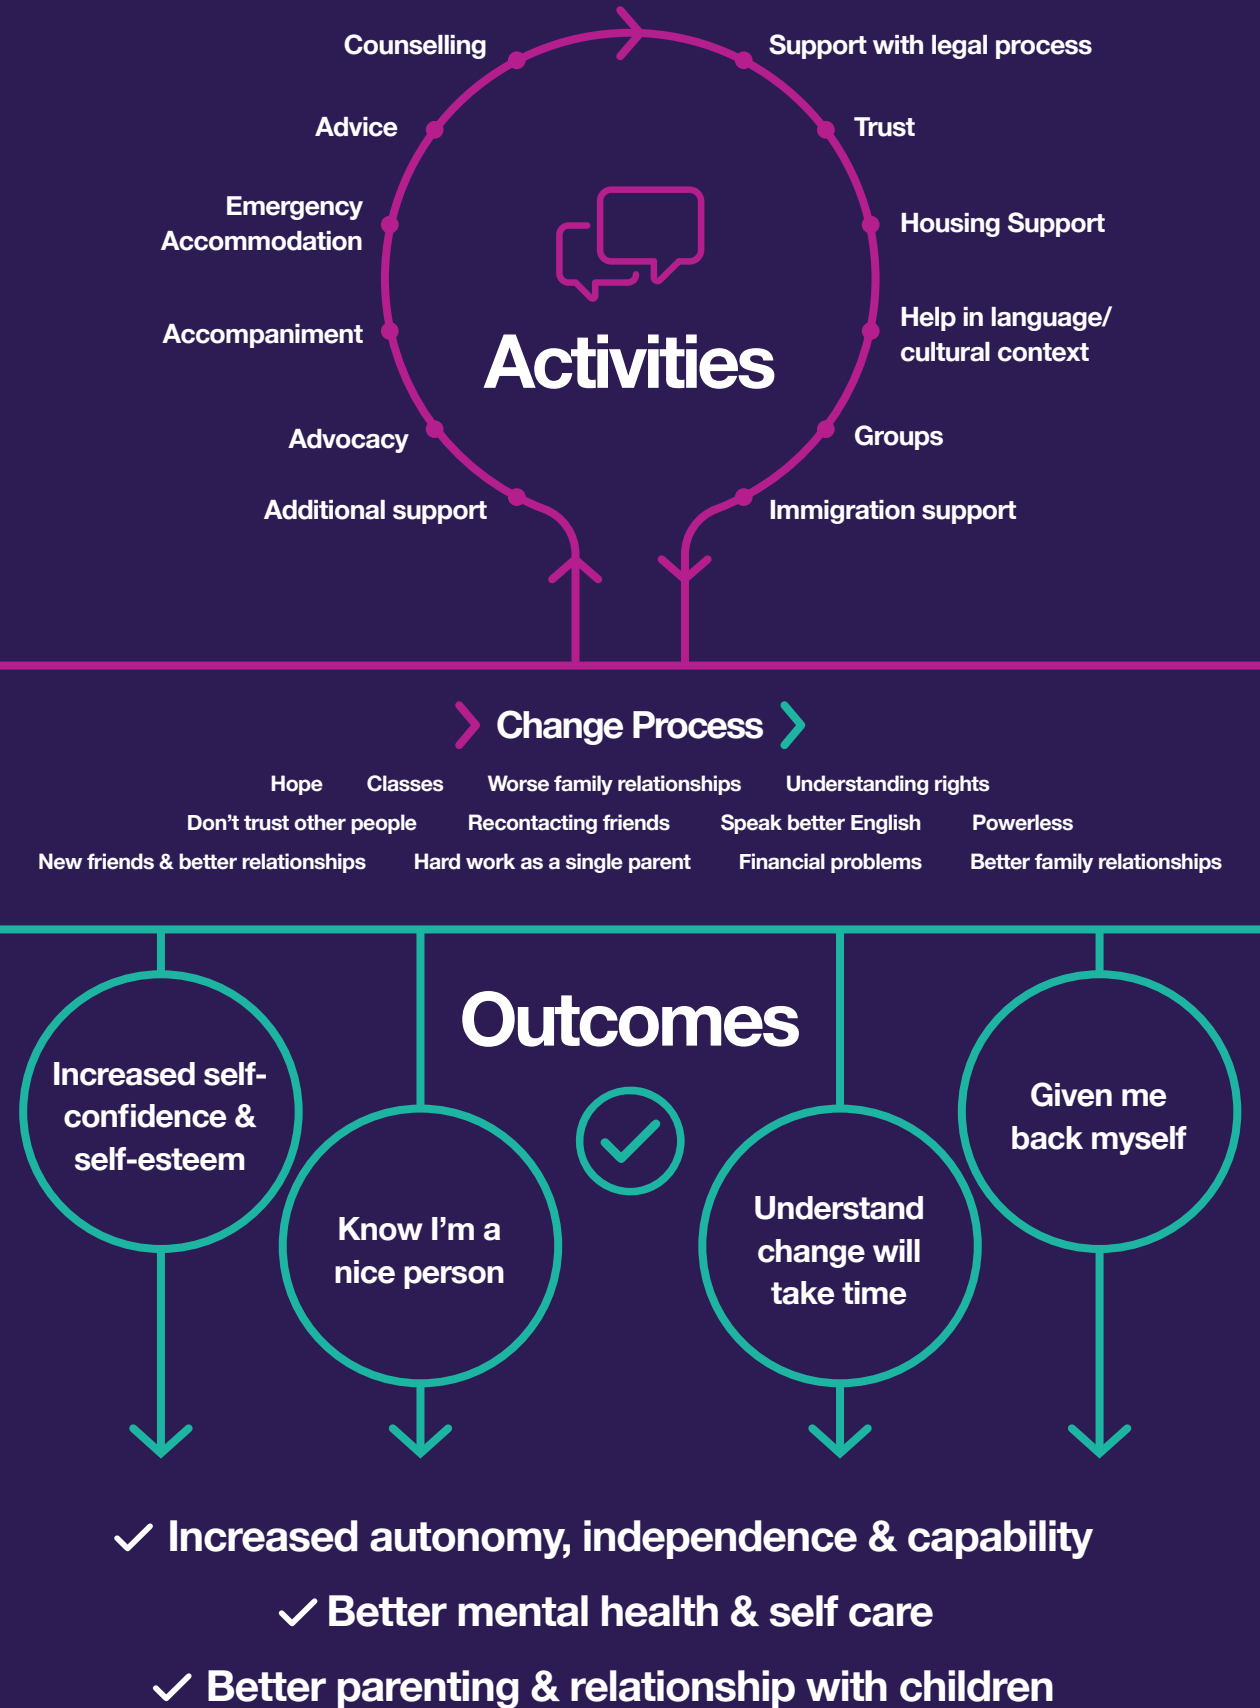 Counselling
Support with legal process
Advice
Trust
Emergency
Accommodation
Housing Support
Accompaniment
Help in language/
cultural context
Activities
Advocacy
Groups
Additional support
Immigration support
Change Process
Hope Classes Worse family relationships Understanding rights
Don’t trust other people Recontacting friends Speak better English Powerless
New friends & better relationships Hard work as a single parent Financial problems Better family relationships
Outcomes
Increased self-
confidence &
self-esteem
Know I’m a
nice person
Understand
change will
take time
Given me
back myself
Increased autonomy, independence & capability
Better mental health & self care
Better parenting & relationship with children